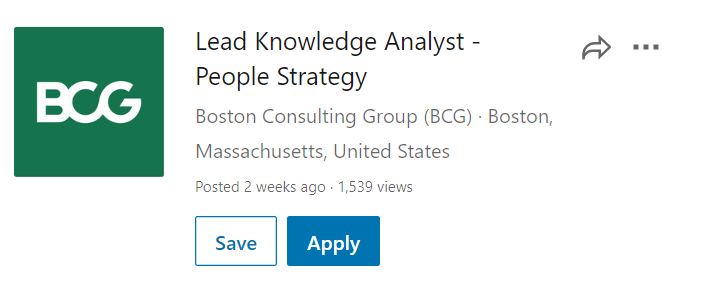 BCG
Lead Knowledge Analyst -
People Strategy
Boston Consulting Group (BCG) · Boston,
Massachusetts, United States
Posted 2 weeks ago · 1,539 views
Save
Apply